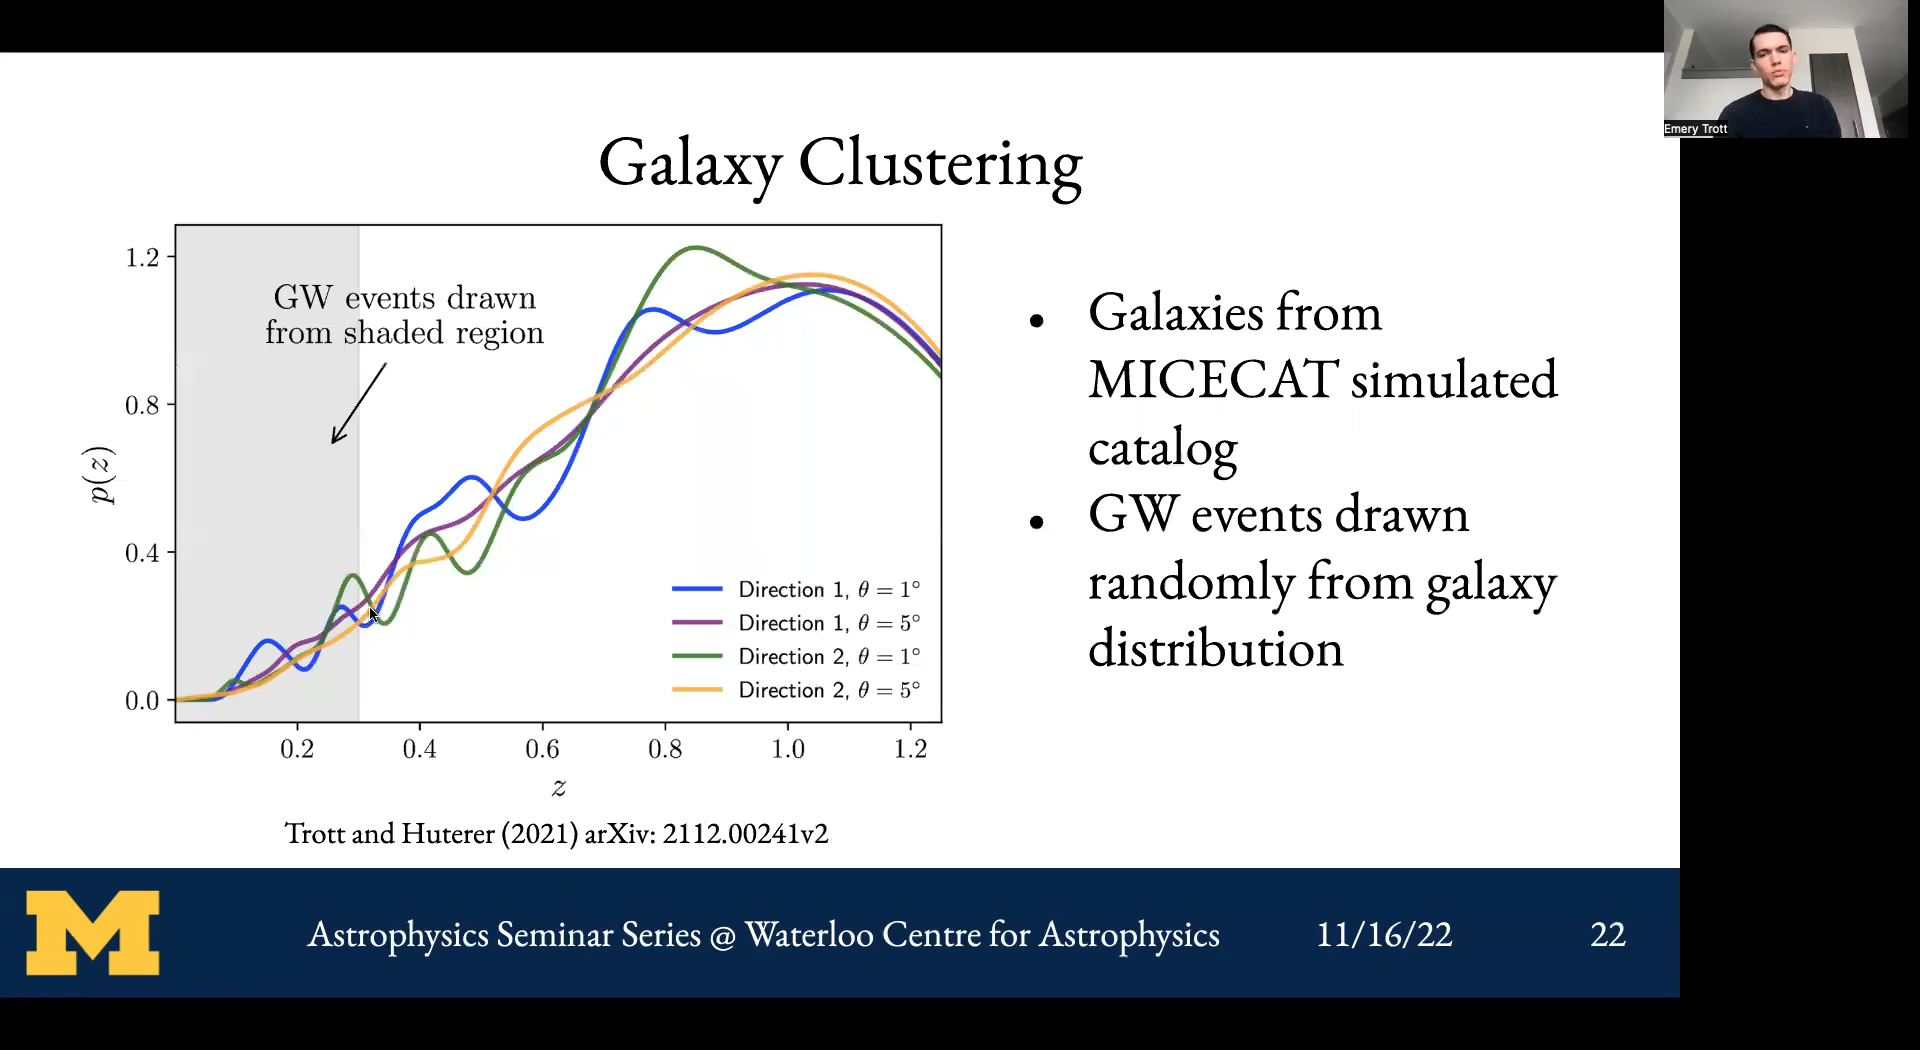 Emery Trott
Galaxy Clustering
1.2
0.8
0.4
0.0
p(z)
GW events drawn
from shaded region
Direction 1, θ = 1°
Direction 1, θ = 5°
Direction 2, θ = 1°
Direction 2, θ = 5°
0.2 0.4 0.6 0.8 1.0 1.2
z
Trott and Huterer (2021) arXiv: 2112.00241v2
• Galaxies from
MICECAT simulated
catalog
• GW events drawn
randomly from galaxy
distribution
M
Astrophysics Seminar Series @ Waterloo Centre for Astrophysics 11/16/22 22